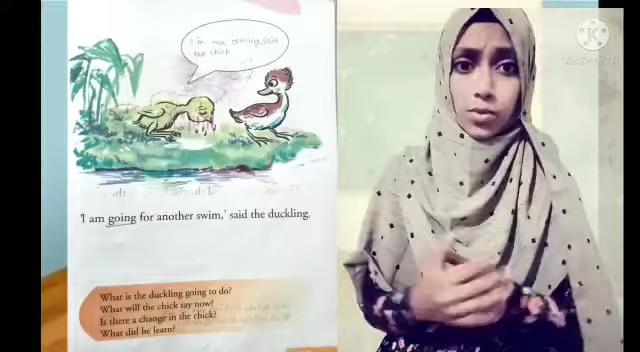 I'm not coming, said
the chick
'I am going for another swim,' said the duckling.
What is the duckling going to do?
What will the chick say now?
Is there a change in the chick?
What did he learn?